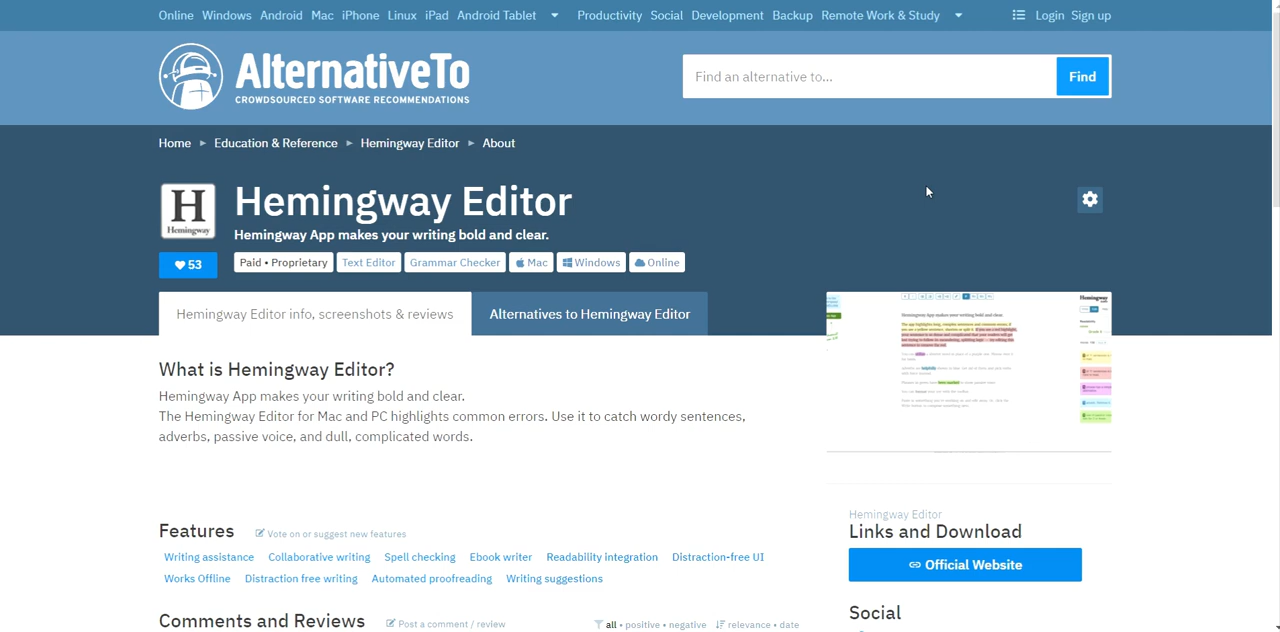 Online Windows Android Mac iPhone Linux iPad Android Tablet Productivity Social Development Backup Remote Work & Study Login Sign up
AlternativeTo
CROWDSOURCED SOFTWARE RECOMMENDATIONS
Find an alternative to...
Find
Home ▸ Education & Reference ▸ Hemingway Editor ▸ About
H
Hemingway
Hemingway Editor
Hemingway App makes your writing bold and clear.
53
Paid • Proprietary Text Editor Grammar Checker Mac Windows Online
Hemingway Editor info, screenshots & reviews
Alternatives to Hemingway Editor
Hemingway
What is Hemingway Editor?
Hemingway App makes your writing bold and clear.
The Hemingway Editor for Mac and PC highlights common errors. Use it to catch wordy sentences,
adverbs, passive voice, and dull, complicated words.
Features Vote on or suggest new features
Writing assistance Collaborative writing Spell checking Ebook writer Readability integration Distraction-free UI
Works Offline Distraction free writing Automated proofreading Writing suggestions
Comments and Reviews Post a comment / review all • positive • negative relevance • date
Hemingway Editor
Links and Download
Official Website
Social